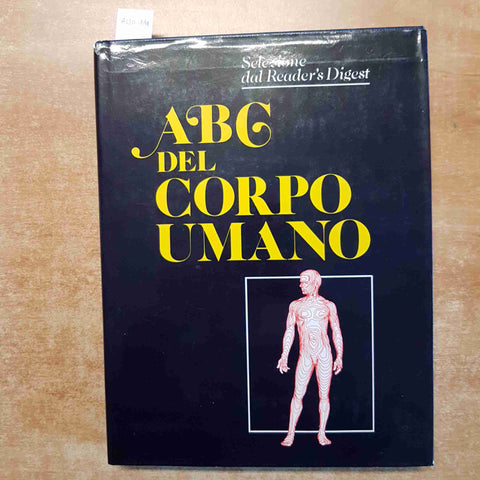 Selezione
dal Reader's Digest
ABC
DEL
CORPO
UMANO